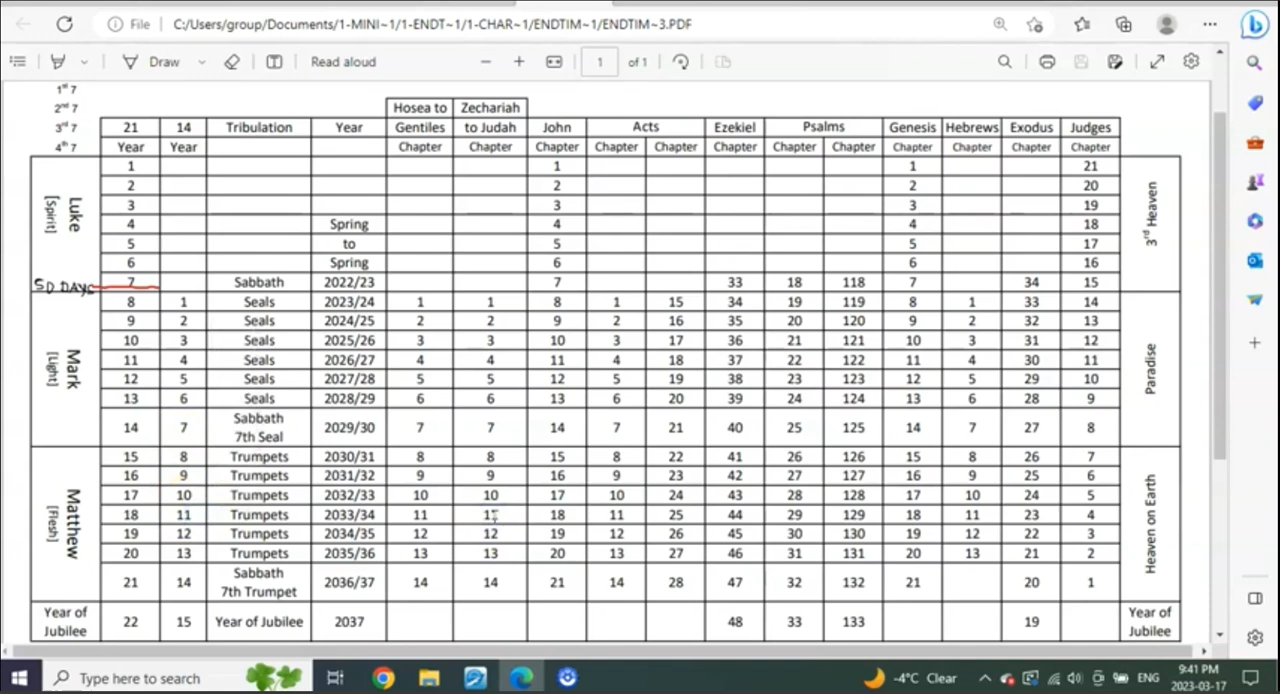 File C:/Users/group/Documents/1-MINI~1/1-ENDT~1/1-CHAR~1/ENDTIM~1/ENDTIM~3.PDF
Draw Read aloud 1 of 1
1st 7
2nd 7 Hosea to Zechariah
3rd 7 21 14 Tribulation Year Gentiles to Judah John Acts Ezekiel Psalms Genesis Hebrews Exodus Judges
4th 7 Year Year Chapter Chapter Chapter Chapter Chapter Chapter Chapter Chapter Chapter Chapter Chapter Chapter
Luke
[Spirit]
1 1 1 21
2 2 2 20
3 3 3 19
4 Spring 4 4 18
5 to 5 5 17
6 Spring 6 6 16
50 DAYS 7 Sabbath 2022/23 7 33 18 118 7 34 15
3rd Heaven
Mark
[Light]
8 1 Seals 2023/24 1 1 8 1 15 34 19 119 8 1 33 14
9 2 Seals 2024/25 2 2 9 2 16 35 20 120 9 2 32 13
10 3 Seals 2025/26 3 3 10 3 17 36 21 121 10 3 31 12
11 4 Seals 2026/27 4 4 11 4 18 37 22 122 11 4 30 11
12 5 Seals 2027/28 5 5 12 5 19 38 23 123 12 5 29 10
13 6 Seals 2028/29 6 6 13 6 20 39 24 124 13 6 28 9
14 7 Sabbath 2029/30 7 7 14 7 21 40 25 125 14 7 27 8
7th Seal
Paradise
Matthew
[Flesh]
15 8 Trumpets 2030/31 8 8 15 8 22 41 26 126 15 8 26 7
16 9 Trumpets 2031/32 9 9 16 9 23 42 27 127 16 9 25 6
17 10 Trumpets 2032/33 10 10 17 10 24 43 28 128 17 10 24 5
18 11 Trumpets 2033/34 11 11 18 11 25 44 29 129 18 11 23 4
19 12 Trumpets 2034/35 12 12 19 12 26 45 30 130 19 12 22 3
20 13 Trumpets 2035/36 13 13 20 13 27 46 31 131 20 13 21 2
21 14 Sabbath 2036/37 14 14 21 14 28 47 32 132 21 20 1
7th Trumpet
Heaven on Earth
Year of Jubilee 22 15 Year of Jubilee 2037 48 33 133 19 Year of Jubilee
Type here to search -4°C Clear ENG 9:41 PM
2023-03-17